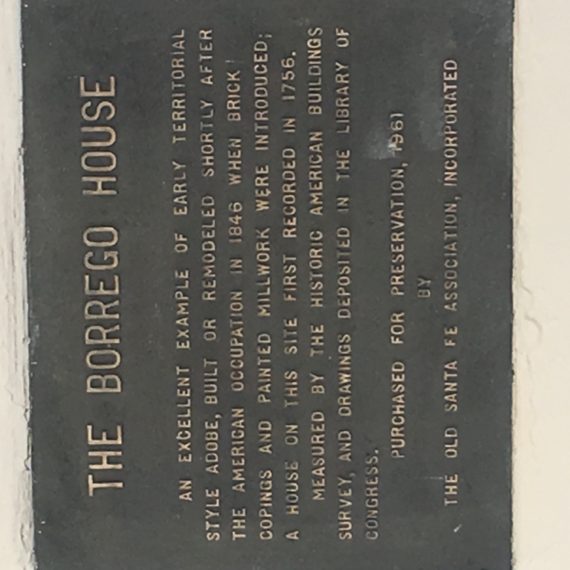 THE BORREGO HOUSE
AN EXCELLENT EXAMPLE OF EARLY TERRITORIAL
STYLE ADOBE, BUILT OR REMODELED SHORTLY AFTER
THE AMERICAN OCCUPATION IN 1846 WHEN BRICK
COPINGS AND PAINTED MILLWORK WERE INTRODUCED;
A HOUSE ON THIS SITE FIRST RECORDED IN 1756.
MEASURED BY THE HISTORIC AMERICAN BUILDINGS
SURVEY, AND DRAWINGS DEPOSITED IN THE LIBRARY OF
CONGRESS.
PURCHASED FOR PRESERVATION, 1961
BY
THE OLD SANTA FE ASSOCIATION, INCORPORATED